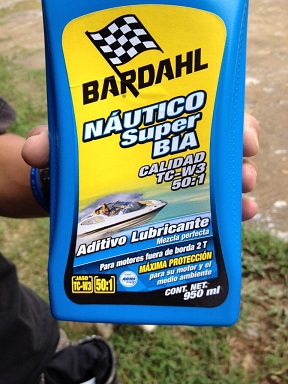 BARDAHL
NÁUTICO
Super
BIA
CALIDAD
TC-W3
50:1
Aditivo Lubricante
Mezcla perfecta
Para motores fuera de borda 2 T
MÁXIMA PROTECCIÓN
para su motor y el
medio ambiente
JASO
TC-W3
50:1
CONT. NET.
950 ml